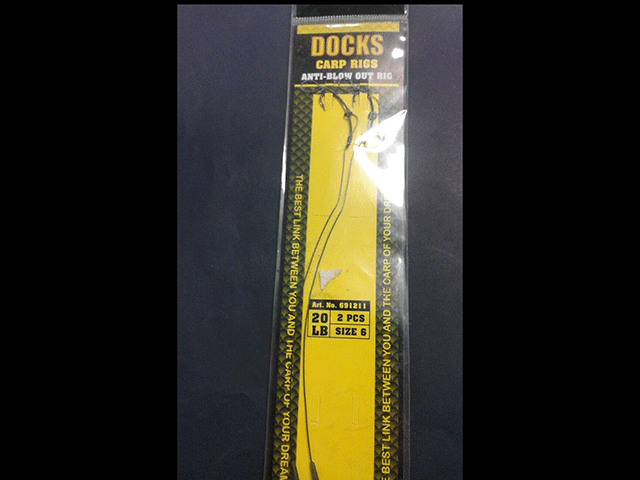 DOCKS
CARP RIGS
ANTI-BLOW OUT RIG
THE BEST LINK BETWEEN YOU AND THE CARP OF YOUR DREAM
BEST LINK BETWEEN YOU AND THE CARP OF YOUR
Art. No. 691211
20 LB
2 PCS
SIZE 6